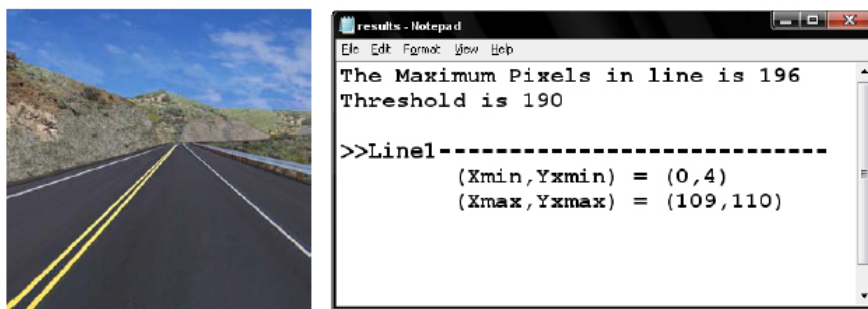 results - Notepad
File Edit Format View Help
The Maximum Pixels in line is 196
Threshold is 190
>>Line1----------------------------
(Xmin,Yxmin) = (0,4)
(Xmax,Yxmax) = (109,110)